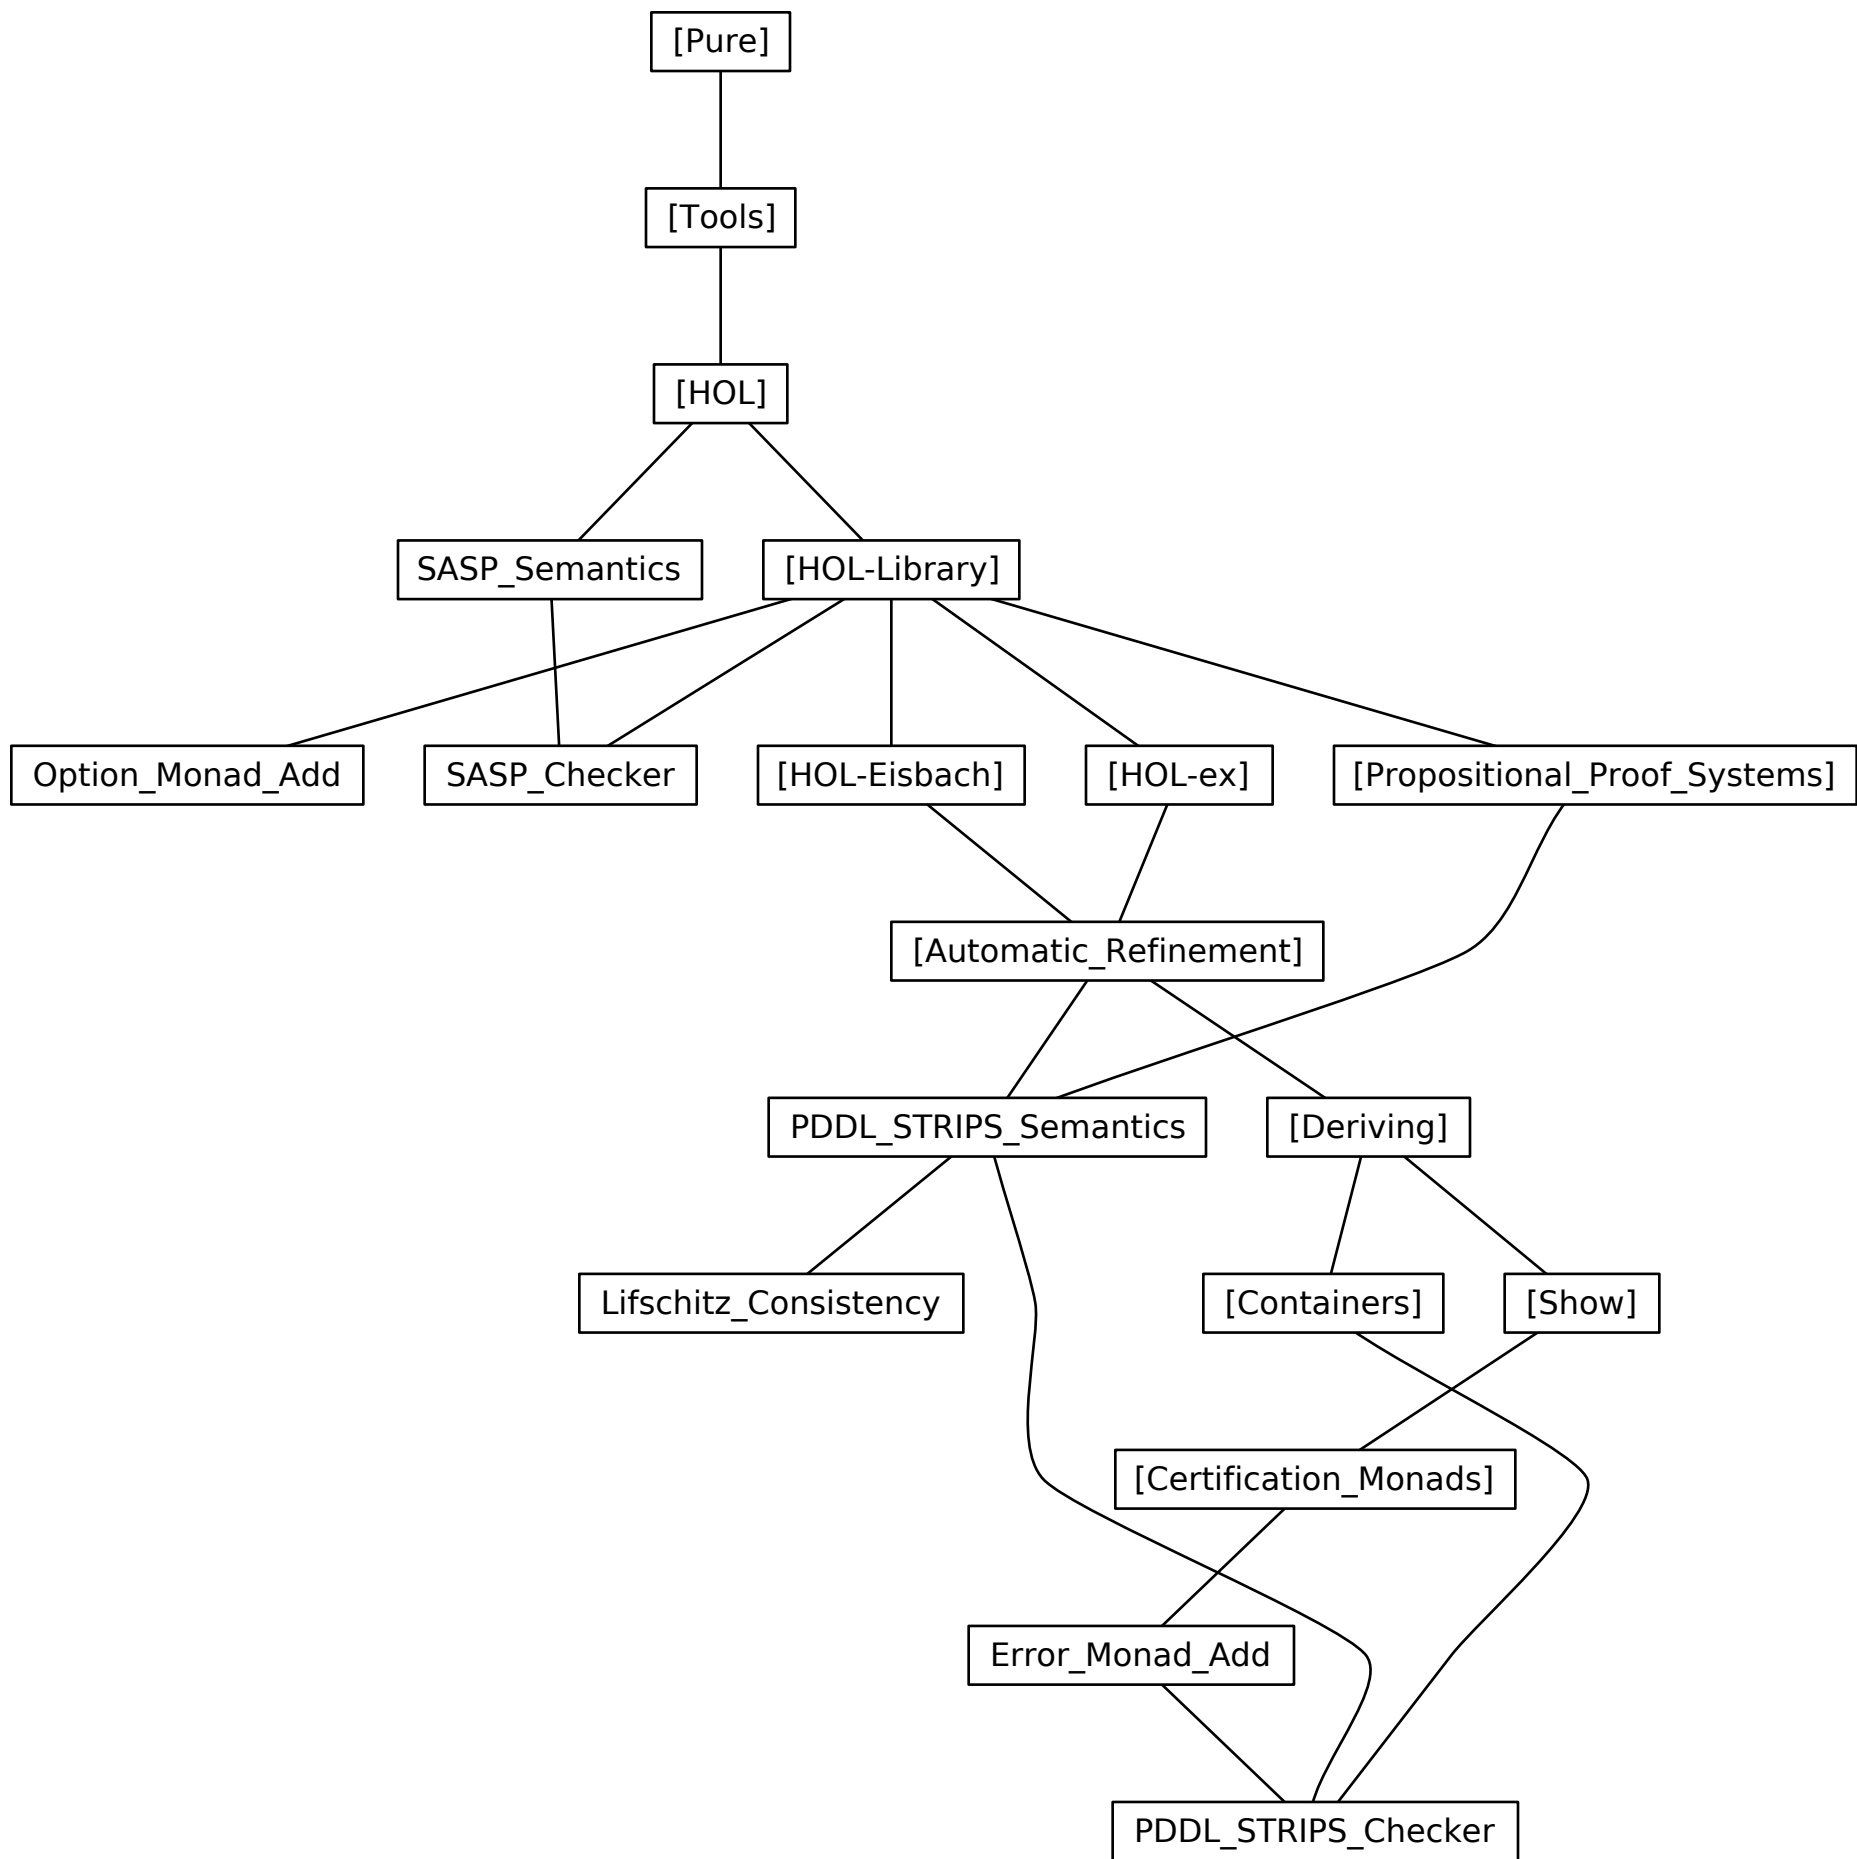 [Pure]
[Tools]
[HOL]
SASP_Semantics
[HOL-Library]
Option_Monad_Add
SASP_Checker
[HOL-Eisbach]
[HOL-ex]
[Propositional_Proof_Systems]
[Automatic_Refinement]
PDDL_STRIPS_Semantics
[Deriving]
Lifschitz_Consistency
[Containers]
[Show]
[Certification_Monads]
Error_Monad_Add
PDDL_STRIPS_Checker